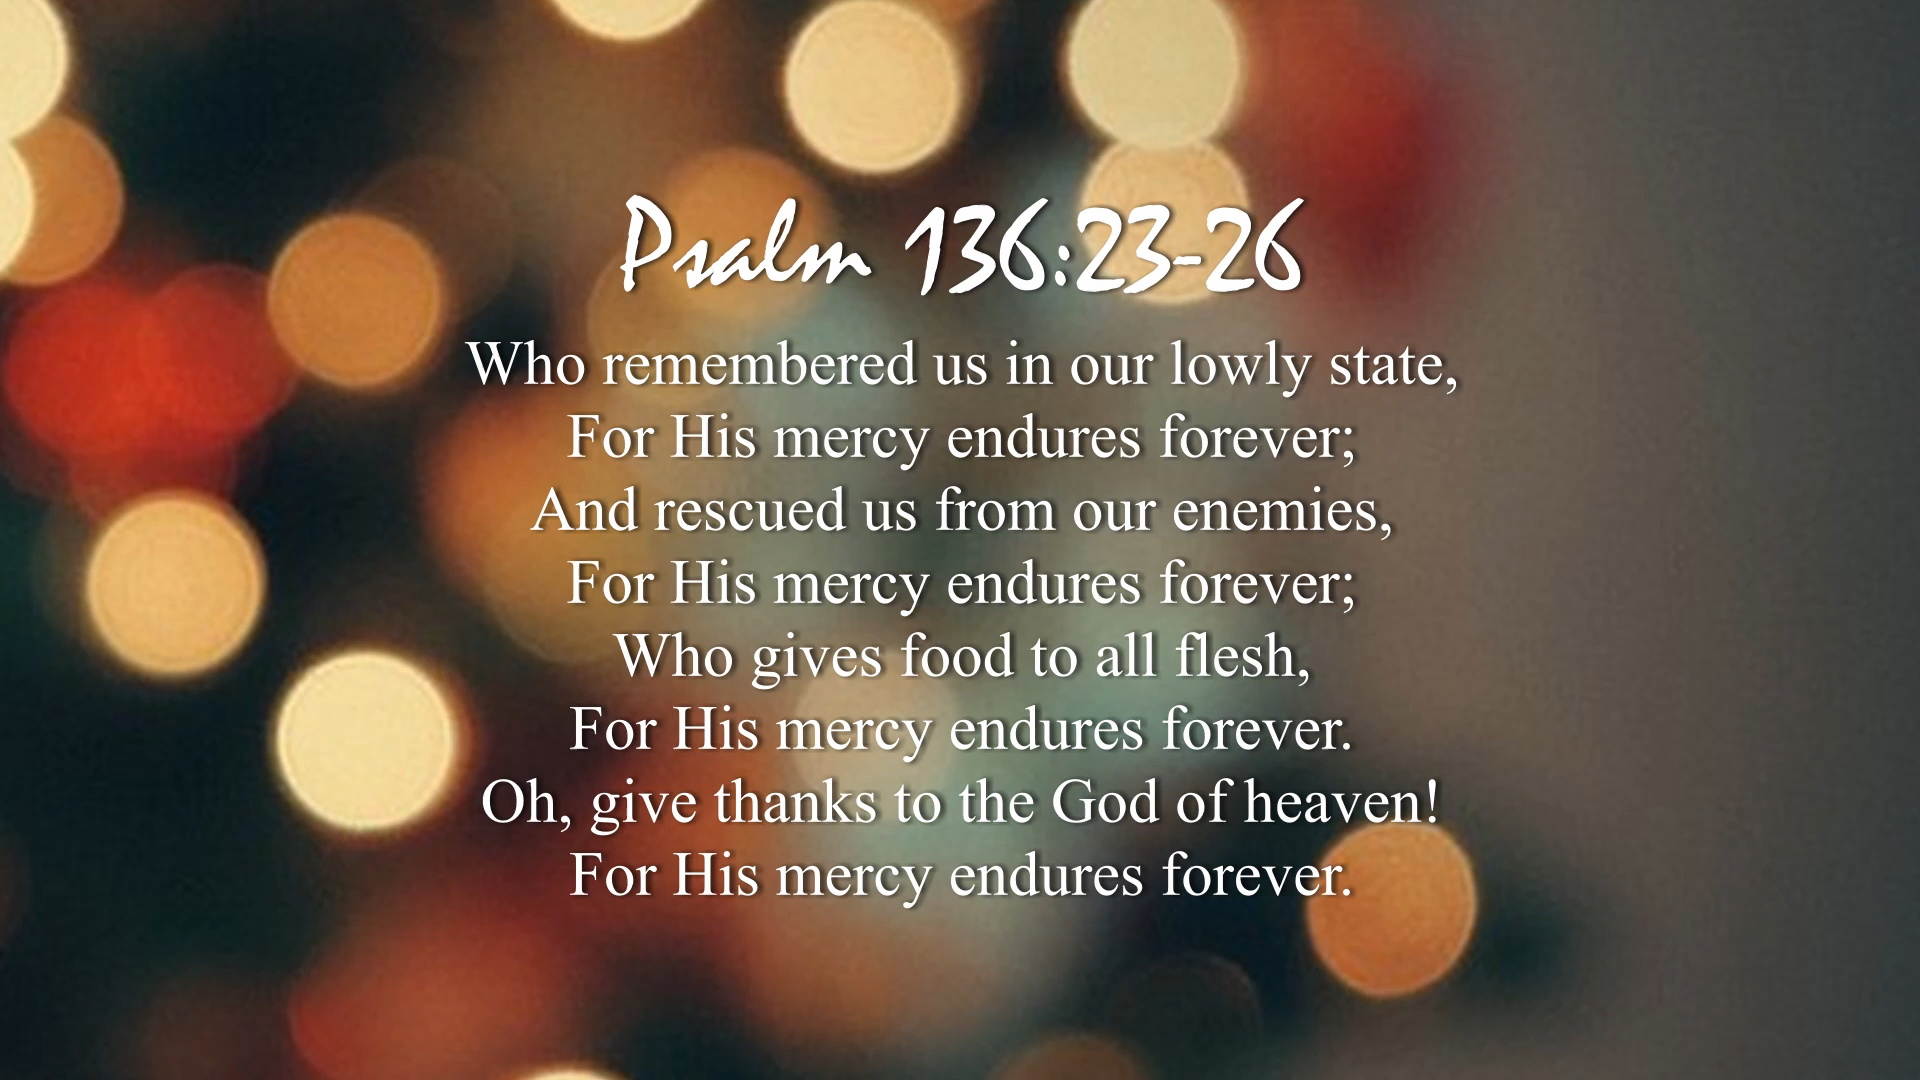 Psalm 136:23-26
Who remembered us in our lowly state,
For His mercy endures forever;
And rescued us from our enemies,
For His mercy endures forever;
Who gives food to all flesh,
For His mercy endures forever.
Oh, give thanks to the God of heaven!
For His mercy endures forever.